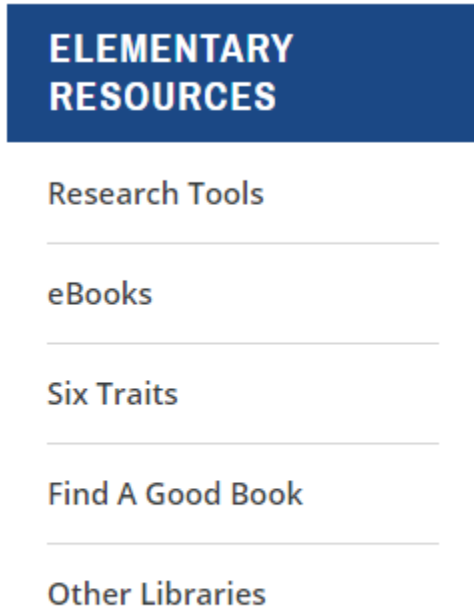 ELEMENTARY
RESOURCES
Research Tools
eBooks
Six Traits
Find A Good Book
Other Libraries